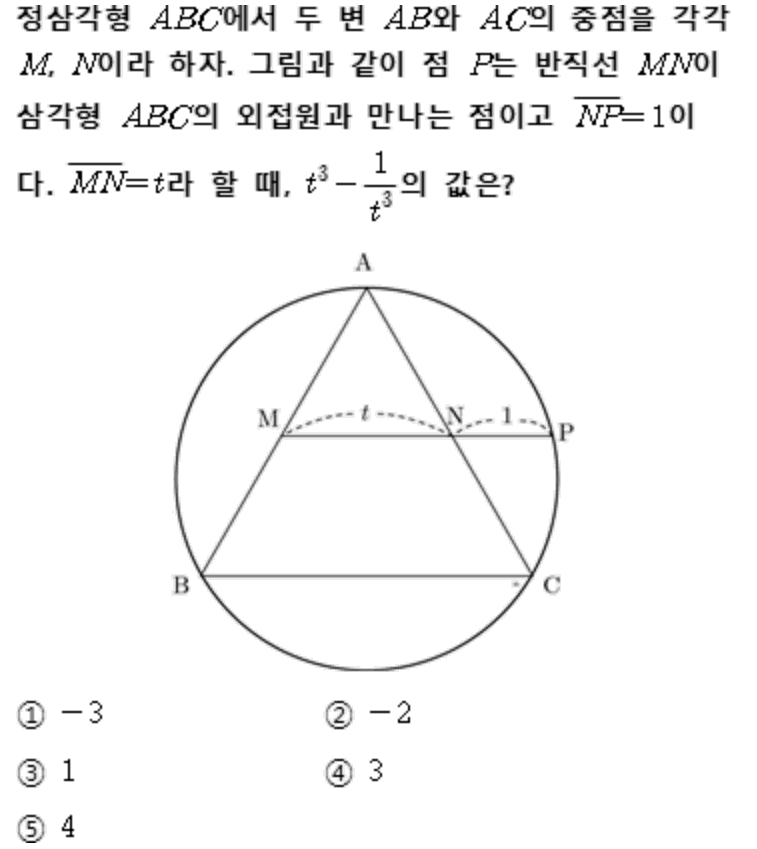 정삼각형 ABC에서 두 변 AB와 AC의 중점을 각각
M, N이라 하자. 그림과 같이 점 P는 반직선 MN이
삼각형 ABC의 외접원과 만나는 점이고 $\overline{NP}=1$이
다. $\overline{MN}=t$라 할 때, $t^3-\frac{1}{t^3}$의 값은?
A
M t N 1 P
B C
① −3 ② −2
③ 1 ④ 3
⑤ 4